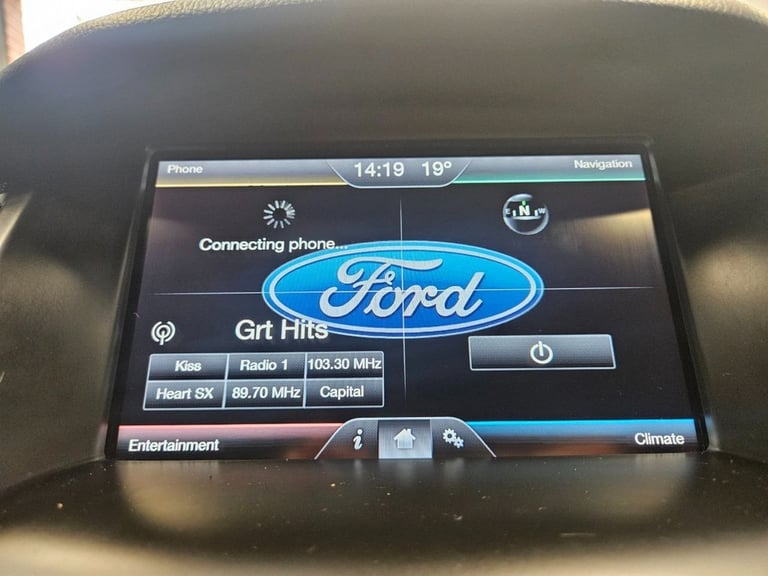 Phone
14:19 19°
Navigation
E N W
Connecting phone...
Ford
Grt Hits
Kiss
Radio 1
103.30 MHz
Heart SX
89.70 MHz
Capital
Entertainment
i
Climate